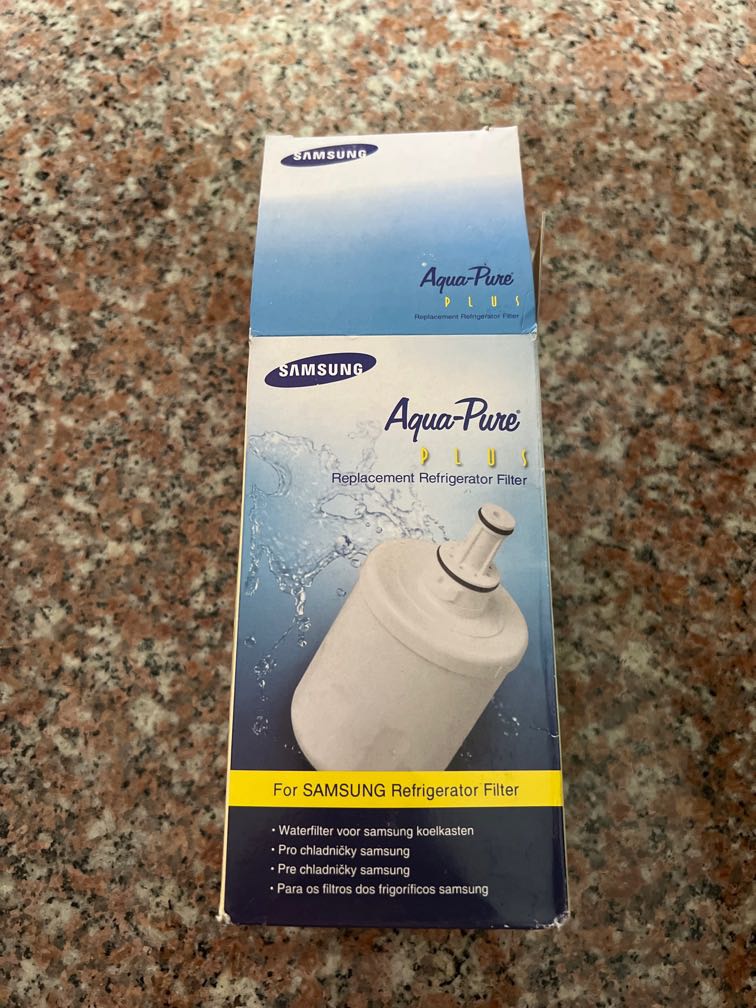 SAMSUNG
Aqua-Pure®
PLUS
Replacement Refrigerator Filter
SAMSUNG
Aqua-Pure®
PLUS
Replacement Refrigerator Filter
For SAMSUNG Refrigerator Filter
• Waterfilter voor samsung koelkasten
• Pro chladničky samsung
• Pre chladničky samsung
• Para os filtros dos frigoríficos samsung